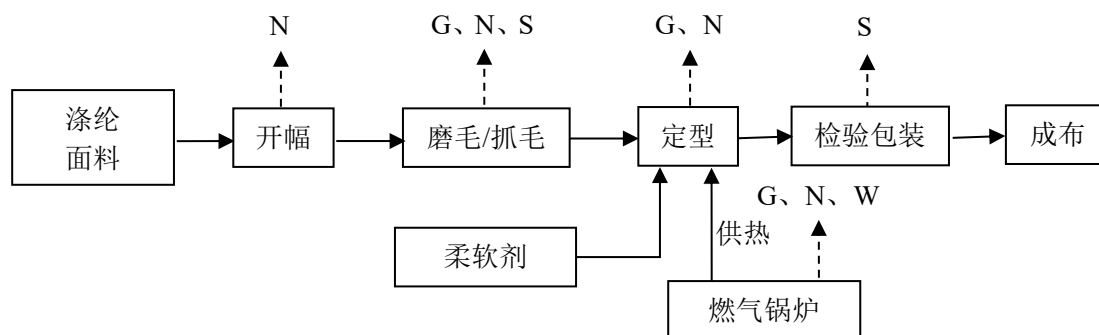 N
G、N、S
G、N
S
涤纶
面料
开幅
磨毛/抓毛
定型
检验包装
成布
G、N、W
柔软剂
供热
燃气锅炉